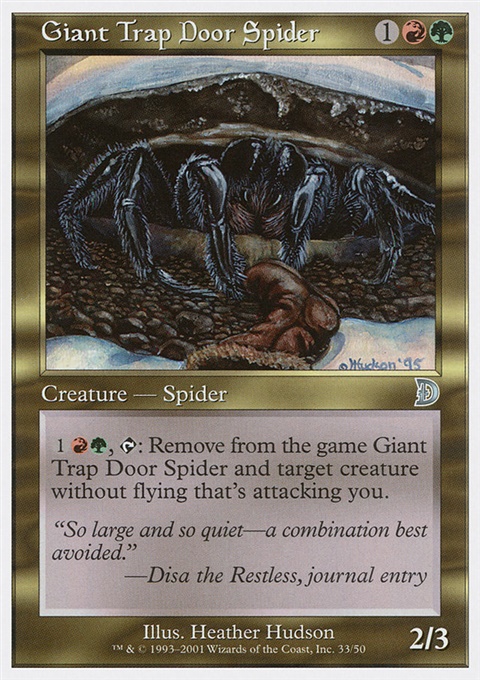 Giant Trap Door Spider 1
©Hudson '95
Creature — Spider
1 , : Remove from the game Giant
Trap Door Spider and target creature
without flying that's attacking you.
“So large and so quiet—a combination best
avoided.”
—Disa the Restless, journal entry
Illus. Heather Hudson
™ & © 1993–2001 Wizards of the Coast, Inc. 33/50
2/3